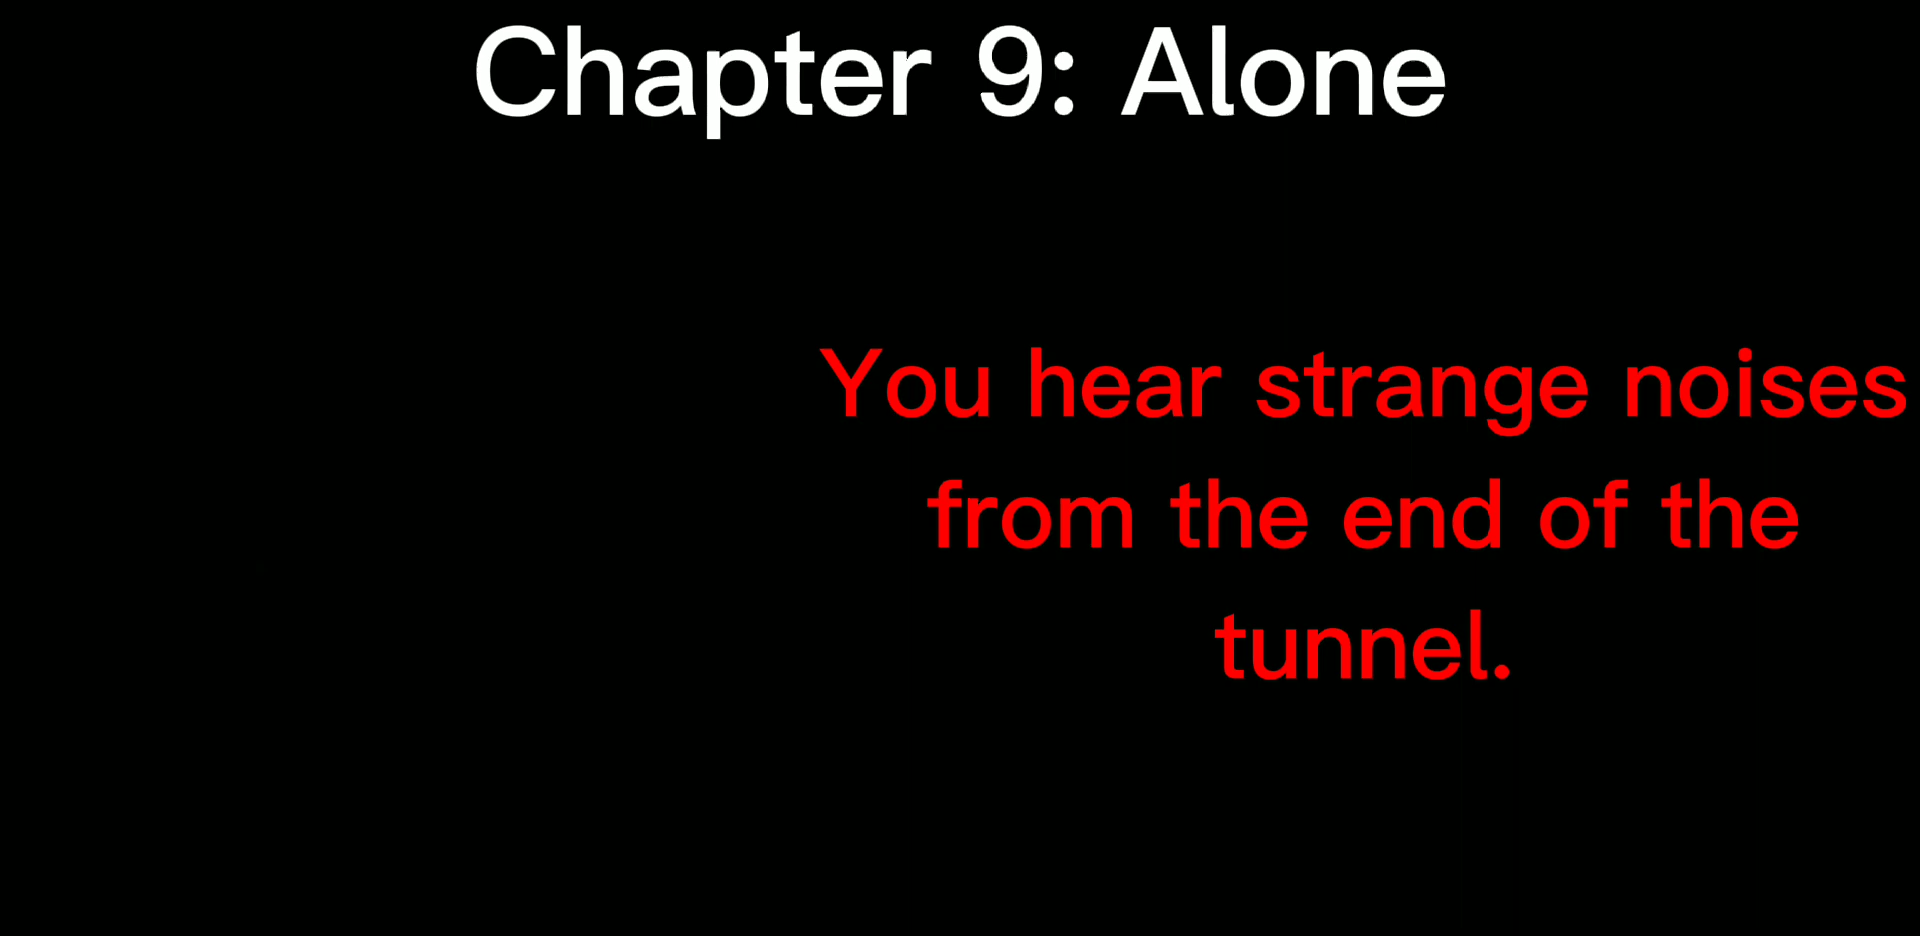 Chapter 9: Alone
You hear strange noises
from the end of the
tunnel.